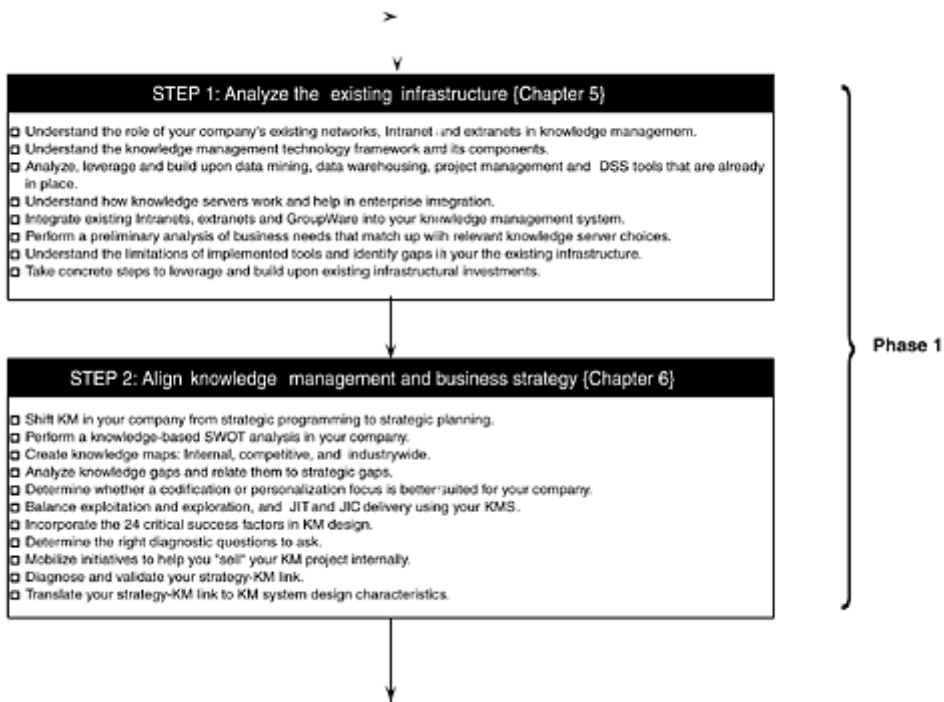 STEP 1: Analyze the existing infrastructure {Chapter 5}
Understand the role of your company's existing networks, Intranet and extranets in knowledge management.
Understand the knowledge management technology framework and its components.
Analyze, leverage and build upon data mining, data warehousing, project management and DSS tools that are already
in place.
Understand how knowledge servers work and help in enterprise integration.
Integrate existing Intranets, extranets and GroupWare into your knowledge management system.
Perform a preliminary analysis of business needs that match up with relevant knowledge server choices.
Understand the limitations of implemented tools and identify gaps in your the existing infrastructure.
Take concrete steps to leverage and build upon existing infrastructural investments.
Phase 1
STEP 2: Align knowledge management and business strategy {Chapter 6}
Shift KM in your company from strategic programming to strategic planning.
Perform a knowledge-based SWOT analysis in your company.
Create knowledge maps: Internal, competitive, and industrywide.
Analyze knowledge gaps and relate them to strategic gaps.
Determine whether a codification or personalization focus is better suited for your company.
Balance exploitation and exploration, and JIT and JIC delivery using your KMS.
Incorporate the 24 critical success factors in KM design.
Determine the right diagnostic questions to ask.
Mobilize initiatives to help you "sell" your KM project internally.
Diagnose and validate your strategy-KM link.
Translate your strategy-KM link to KM system design characteristics.